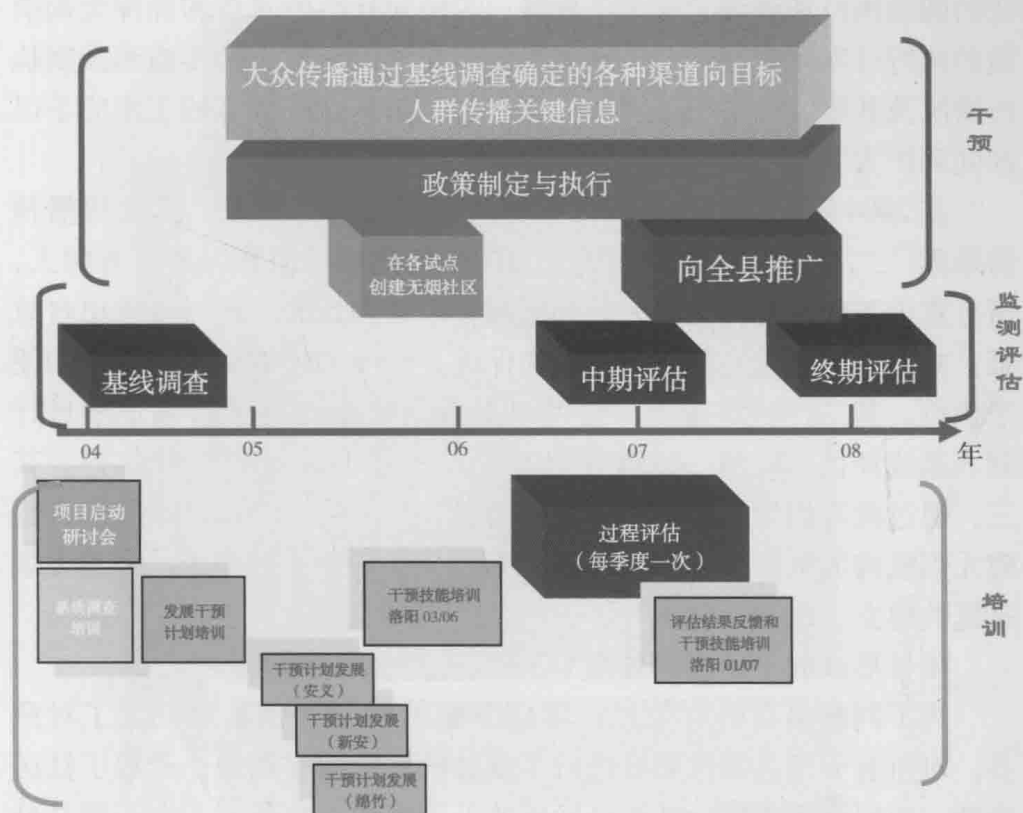 大众传播通过基线调查确定的各种渠道向目标
人群传播关键信息
政策制定与执行
在各试点
创建无烟社区
向全县推广
干预
基线调查
中期评估
终期评估
监测评估
04
05
06
07
08
年
项目启动
研讨会
基线调查
培训
发展干预
计划培训
干预计划发展
（安义）
干预计划发展
（新安）
干预计划发展
（绵竹）
干预技能培训
洛阳 03/06
过程评估
（每季度一次）
评估结果反馈和
干预技能培训
洛阳 01/07
培训